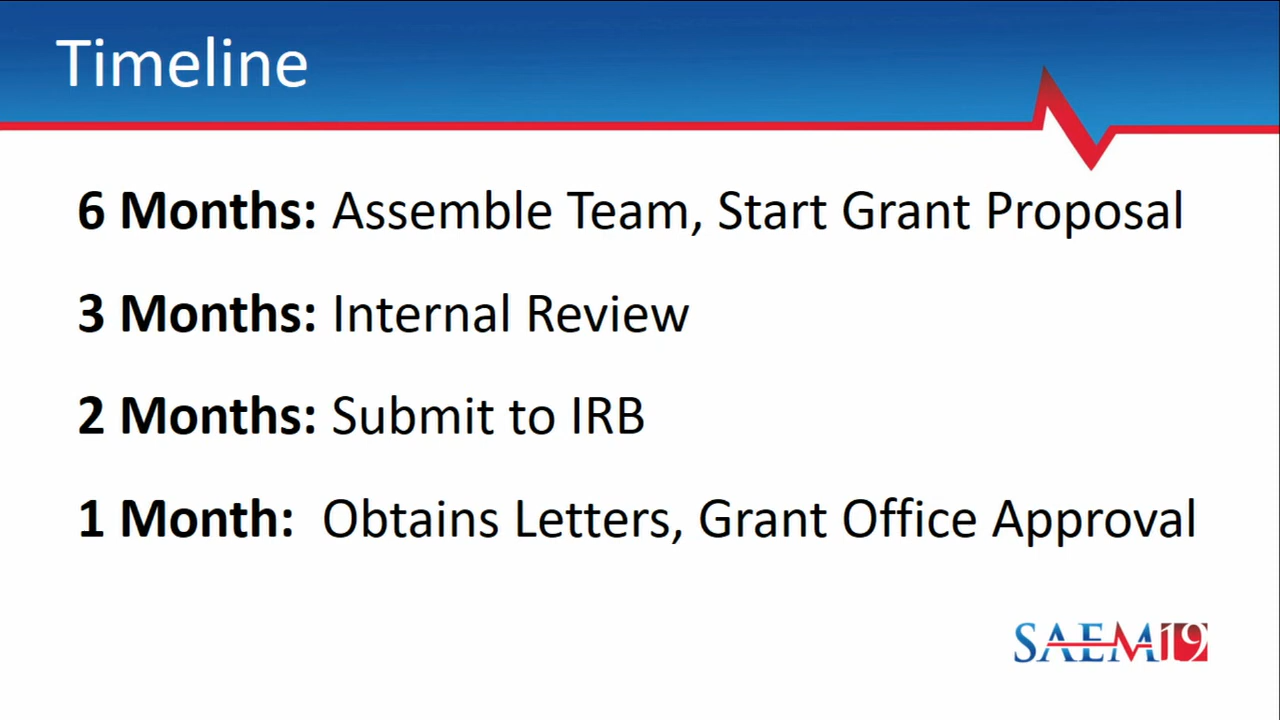 Timeline
6 Months: Assemble Team, Start Grant Proposal
3 Months: Internal Review
2 Months: Submit to IRB
1 Month: Obtains Letters, Grant Office Approval
SAEM19